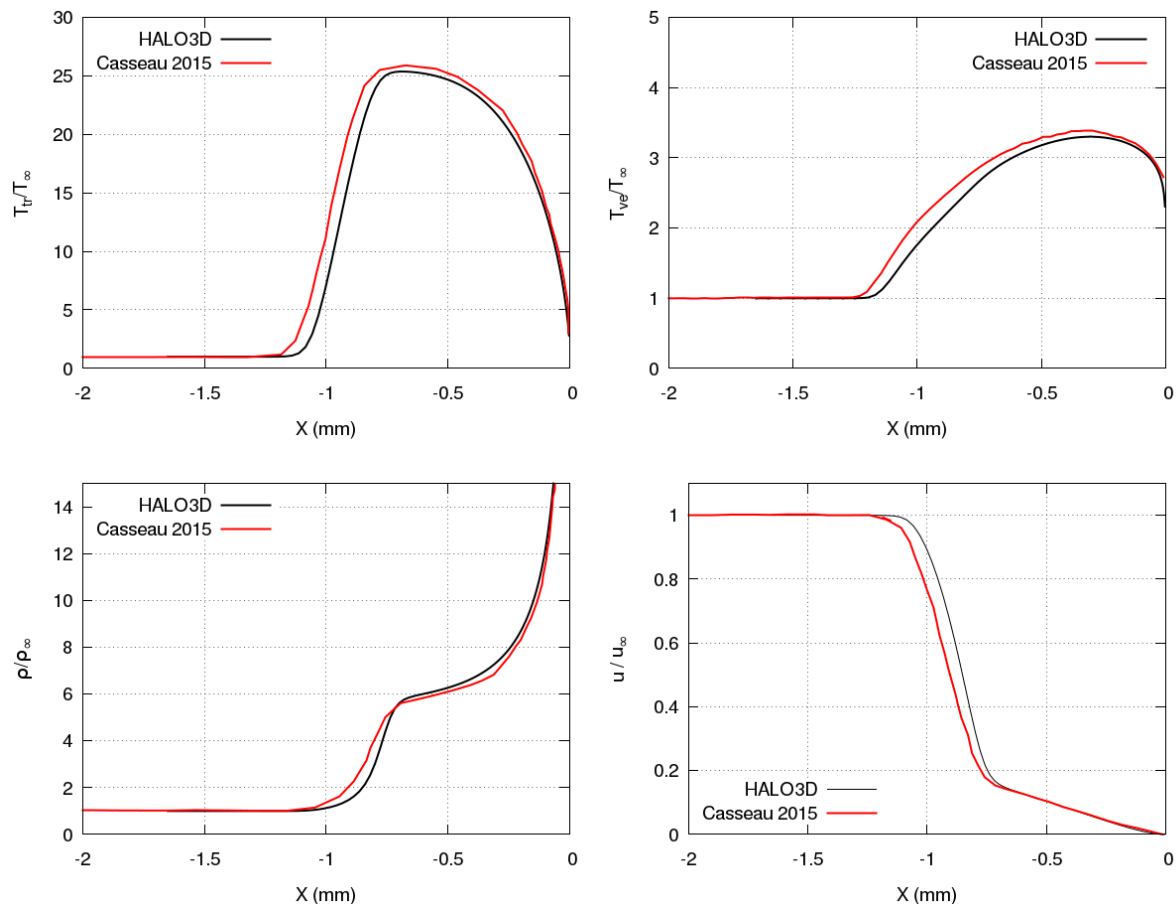 HALO3D
Casseau 2015
T_tr/T_∞
30
25
20
15
10
5
0
-2 -1.5 -1 -0.5 0
X (mm)
HALO3D
Casseau 2015
T_ve/T_∞
5
4
3
2
1
0
-2 -1.5 -1 -0.5 0
X (mm)
HALO3D
Casseau 2015
ρ/ρ_∞
14
12
10
8
6
4
2
0
-2 -1.5 -1 -0.5 0
X (mm)
u / u_∞
1
0.8
0.6
0.4
0.2
0
HALO3D
Casseau 2015
-2 -1.5 -1 -0.5 0
X (mm)